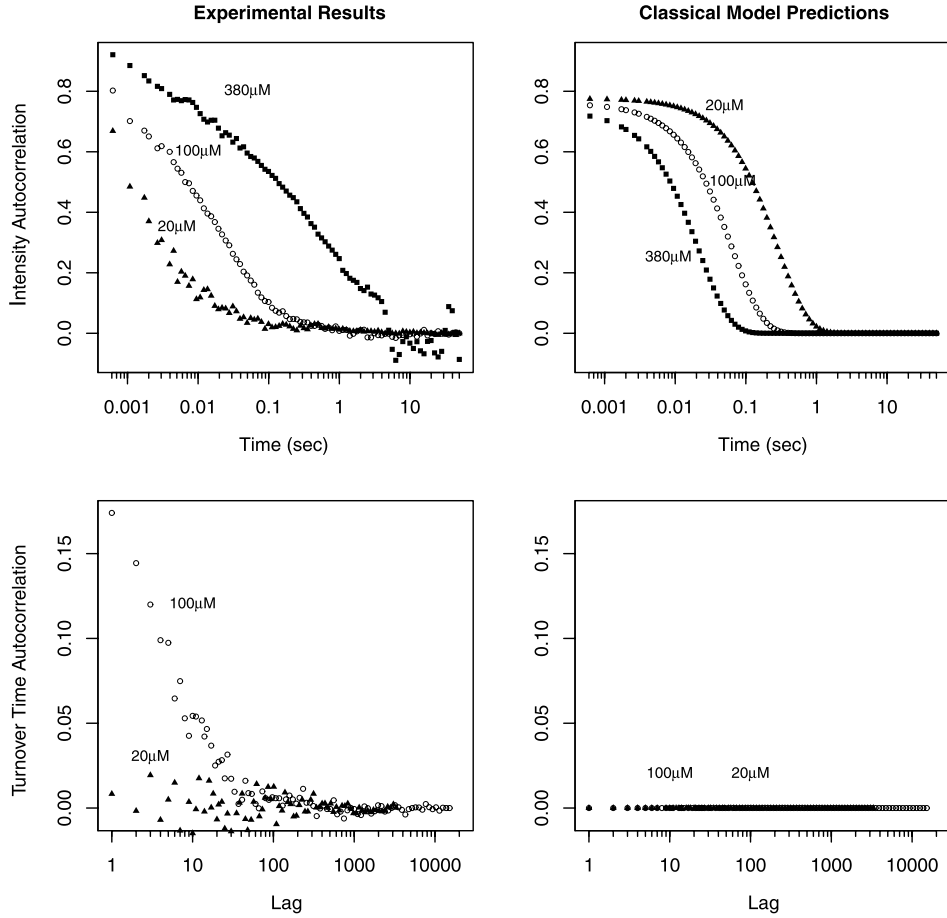 Experimental Results
Classical Model Predictions
Intensity Autocorrelation
0.0 0.2 0.4 0.6 0.8
380μM
100μM
20μM
0.001 0.01 0.1 1 10
Time (sec)
0.0 0.2 0.4 0.6 0.8
20μM
100μM
380μM
0.001 0.01 0.1 1 10
Time (sec)
Turnover Time Autocorrelation
0.00 0.05 0.10 0.15
100μM
20μM
1 10 100 1000 10000
Lag
0.00 0.05 0.10 0.15
100μM 20μM
1 10 100 1000 10000
Lag